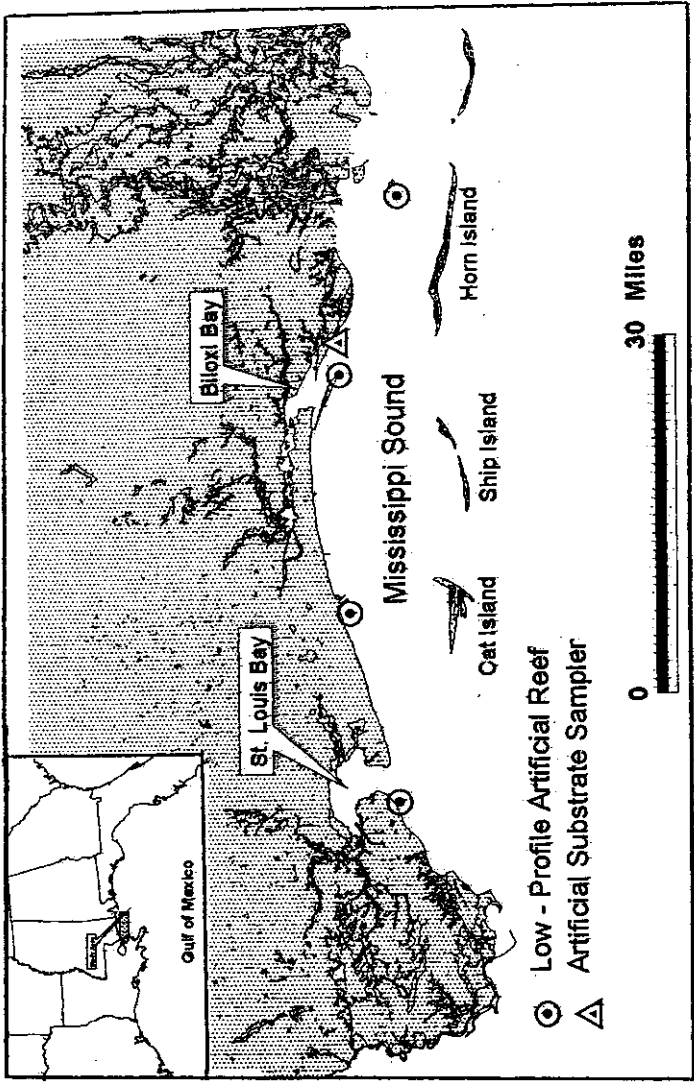 Gulf of Mexico
Biloxi Bay
St. Louis Bay
Mississippi Sound
Cat Island
Ship Island
Horn Island
Low - Profile Artificial Reef
Artificial Substrate Sampler
0
30 Miles